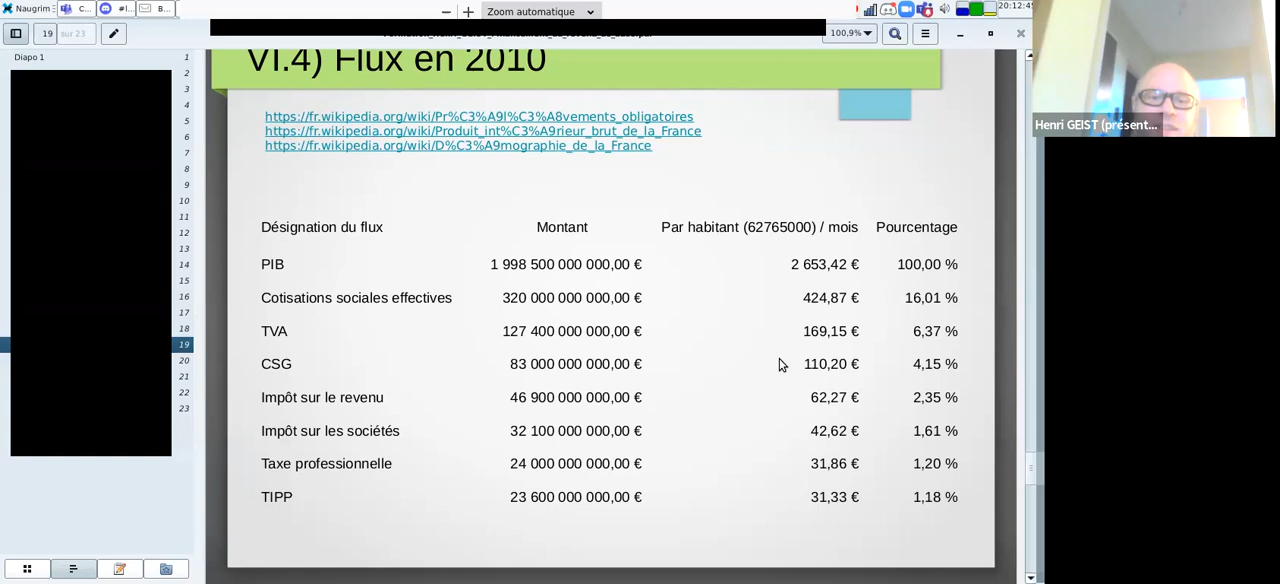 Naugrim
C...
#l...
B...
Zoom automatique
20:12:4
19 sur 23
100,9%
Diapo 1
1
2
3
4
5
6
7
8
9
10
11
12
13
14
15
16
17
18
19
20
21
22
23
VI.4) Flux en 2010
https://fr.wikipedia.org/wiki/Pr%C3%A9l%C3%A8vements_obligatoires
https://fr.wikipedia.org/wiki/Produit_int%C3%A9rieur_brut_de_la_France
https://fr.wikipedia.org/wiki/D%C3%A9mographie_de_la_France
Désignation du flux Montant Par habitant (62765000) / mois Pourcentage
PIB 1 998 500 000 000,00 € 2 653,42 € 100,00 %
Cotisations sociales effectives 320 000 000 000,00 € 424,87 € 16,01 %
TVA 127 400 000 000,00 € 169,15 € 6,37 %
CSG 83 000 000 000,00 € 110,20 € 4,15 %
Impôt sur le revenu 46 900 000 000,00 € 62,27 € 2,35 %
Impôt sur les sociétés 32 100 000 000,00 € 42,62 € 1,61 %
Taxe professionnelle 24 000 000 000,00 € 31,86 € 1,20 %
TIPP 23 600 000 000,00 € 31,33 € 1,18 %
Henri GEIST (présent...